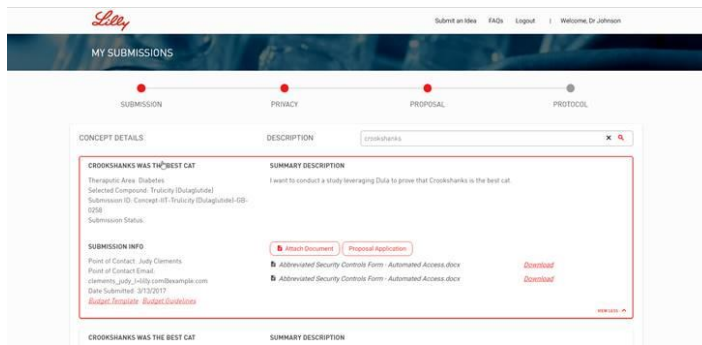 Lilly
Submit an Idea FAQs Logout | Welcome, Dr Johnson
MY SUBMISSIONS
SUBMISSION PRIVACY PROPOSAL PROTOCOL
CONCEPT DETAILS DESCRIPTION crookshanks
CROOKSHANKS WAS THE BEST CAT SUMMARY DESCRIPTION
Theraputic Area: Diabetes I want to conduct a study leveraging Dula to prove that Crookshanks is the best cat
Selected Compound: Trulicity (Dulaglutide)
Submission ID: Concept-IIT-Trulicity (Dulaglutide)-GB-
0258
Submission Status:
SUBMISSION INFO Attach Document Proposal Application
Point of Contact: Judy Clements Abbreviated Security Controls Form - Automated Access.docx Download
Point of Contact Email:
clements_judy_l=lilly.com@example.com Abbreviated Security Controls Form - Automated Access.docx Download
Date Submitted: 3/13/2017
Budget Template Budget Guidelines
VIEW LESS
CROOKSHANKS WAS THE BEST CAT SUMMARY DESCRIPTION